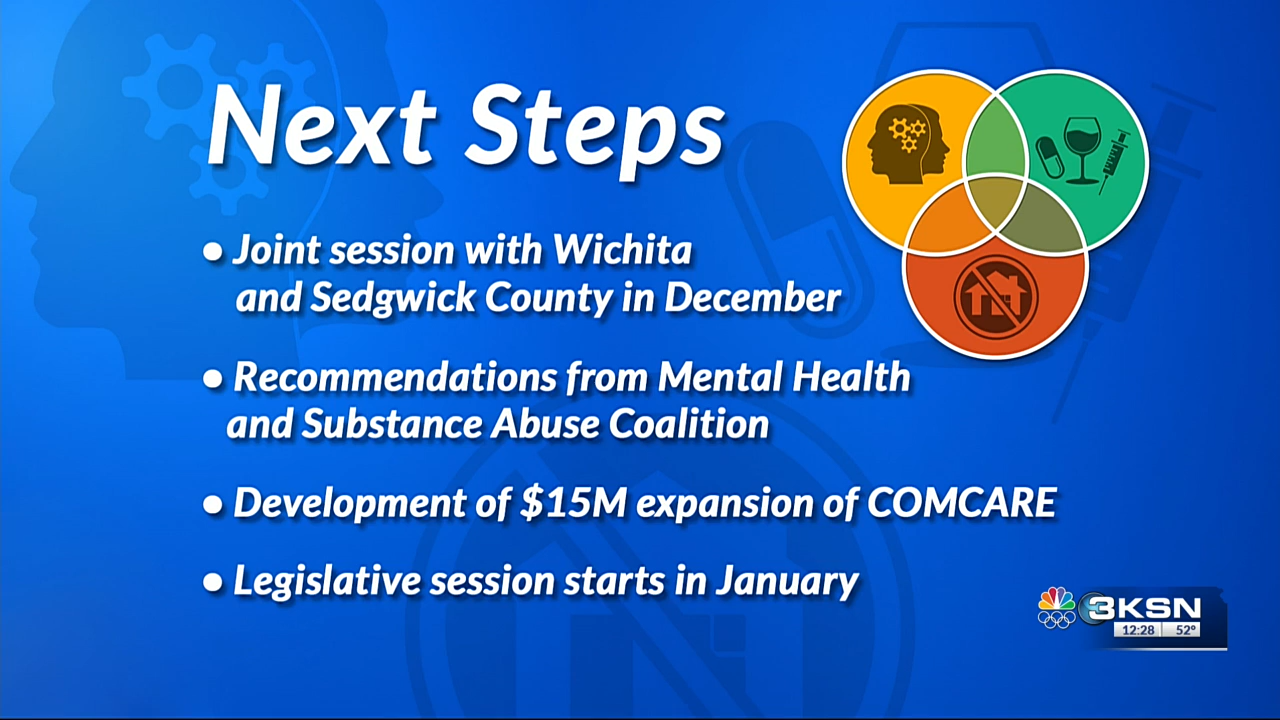 Next Steps
• Joint session with Wichita
and Sedgwick County in December
• Recommendations from Mental Health
and Substance Abuse Coalition
• Development of $15M expansion of COMCARE
• Legislative session starts in January
3KSN
12:28 52°